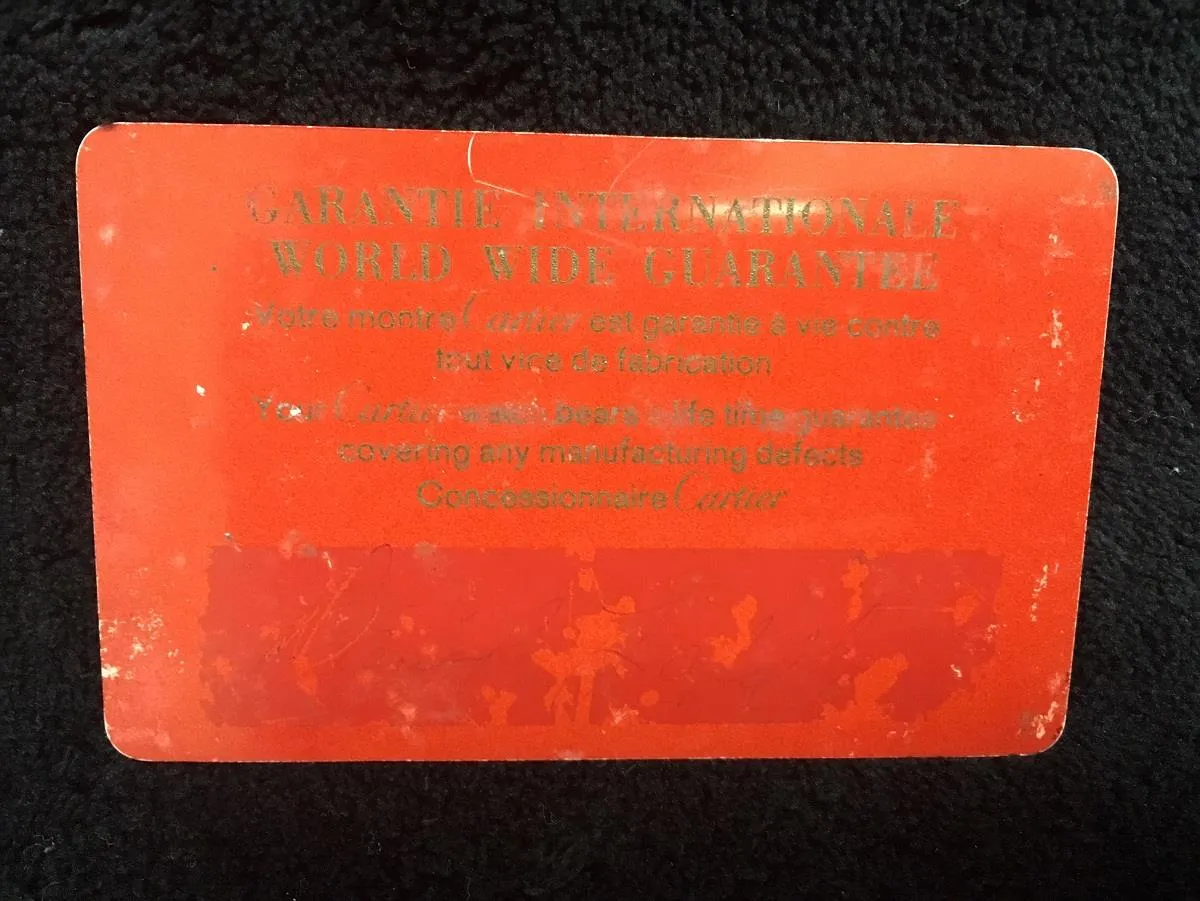 GARANTIE INTERNATIONALE
WORLD WIDE GUARANTEE
Votre montre Cartier est garantie à vie contre
tout vice de fabrication
Your Cartier watch bears a life time guarantee
covering any manufacturing defects
Concessionnaire Cartier